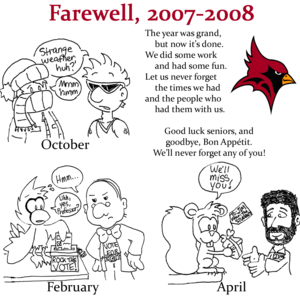 Farewell, 2007-2008
The year was grand,
but now it's done.
We did some work
and had some fun.
Let us never forget
the times we had
and the people who
had them with us.
Good luck seniors, and
goodbye, Bon Appétit.
We'll never forget any of you!
Strange
weather,
huh?
Mmm
hmm
October
Hmm...
Uhh,
yes,
Professor?
ROCK THE
VOTE!
VOTE
February
We'll
miss
you!
April